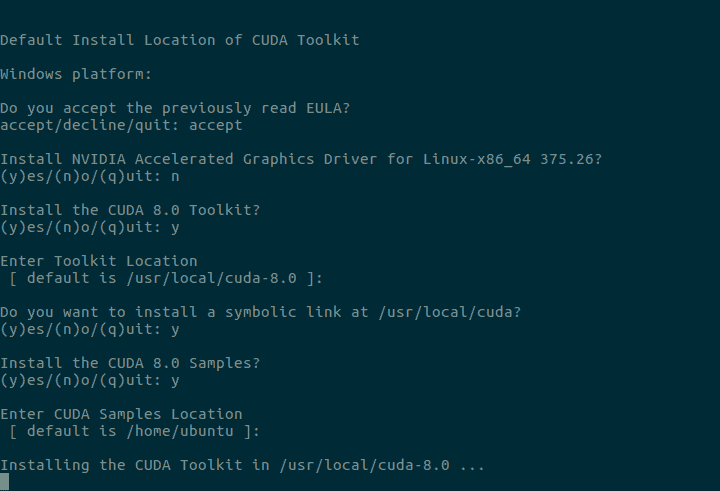 Default Install Location of CUDA Toolkit
Windows platform:
Do you accept the previously read EULA?
accept/decline/quit: accept
Install NVIDIA Accelerated Graphics Driver for Linux-x86_64 375.26?
(y)es/(n)o/(q)uit: n
Install the CUDA 8.0 Toolkit?
(y)es/(n)o/(q)uit: y
Enter Toolkit Location
 [ default is /usr/local/cuda-8.0 ]:
Do you want to install a symbolic link at /usr/local/cuda?
(y)es/(n)o/(q)uit: y
Install the CUDA 8.0 Samples?
(y)es/(n)o/(q)uit: y
Enter CUDA Samples Location
 [ default is /home/ubuntu ]:
Installing the CUDA Toolkit in /usr/local/cuda-8.0 ...